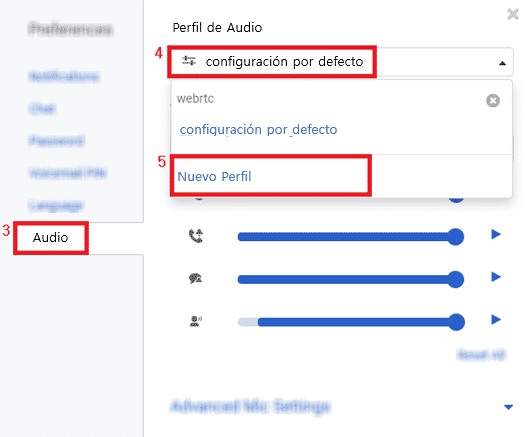 Preferences
Perfil de Audio
4
configuración por defecto
Notifications
webrtc
Chat
configuración por defecto
Password
5
Nuevo Perfil
Voicemail PIN
Language
3
Audio
Reset All
Advanced Mic Settings